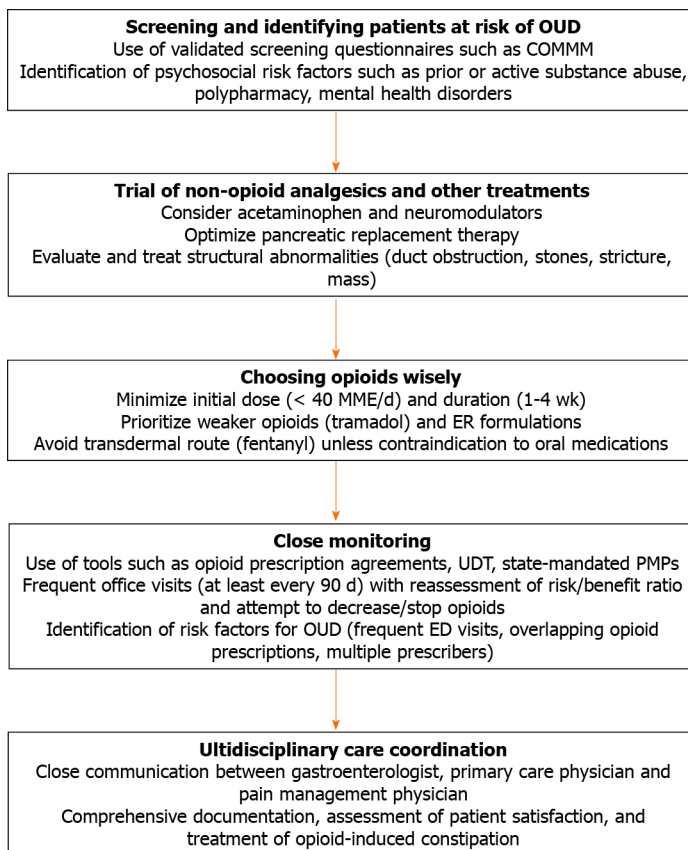 Screening and identifying patients at risk of OUD
Use of validated screening questionnaires such as COMMM
Identification of psychosocial risk factors such as prior or active substance abuse,
polypharmacy, mental health disorders
Trial of non-opioid analgesics and other treatments
Consider acetaminophen and neuromodulators
Optimize pancreatic replacement therapy
Evaluate and treat structural abnormalities (duct obstruction, stones, stricture,
mass)
Choosing opioids wisely
Minimize initial dose (< 40 MME/d) and duration (1-4 wk)
Prioritize weaker opioids (tramadol) and ER formulations
Avoid transdermal route (fentanyl) unless contraindication to oral medications
Close monitoring
Use of tools such as opioid prescription agreements, UDT, state-mandated PMPs
Frequent office visits (at least every 90 d) with reassessment of risk/benefit ratio
and attempt to decrease/stop opioids
Identification of risk factors for OUD (frequent ED visits, overlapping opioid
prescriptions, multiple prescribers)
Ultidisciplinary care coordination
Close communication between gastroenterologist, primary care physician and
pain management physician
Comprehensive documentation, assessment of patient satisfaction, and
treatment of opioid-induced constipation